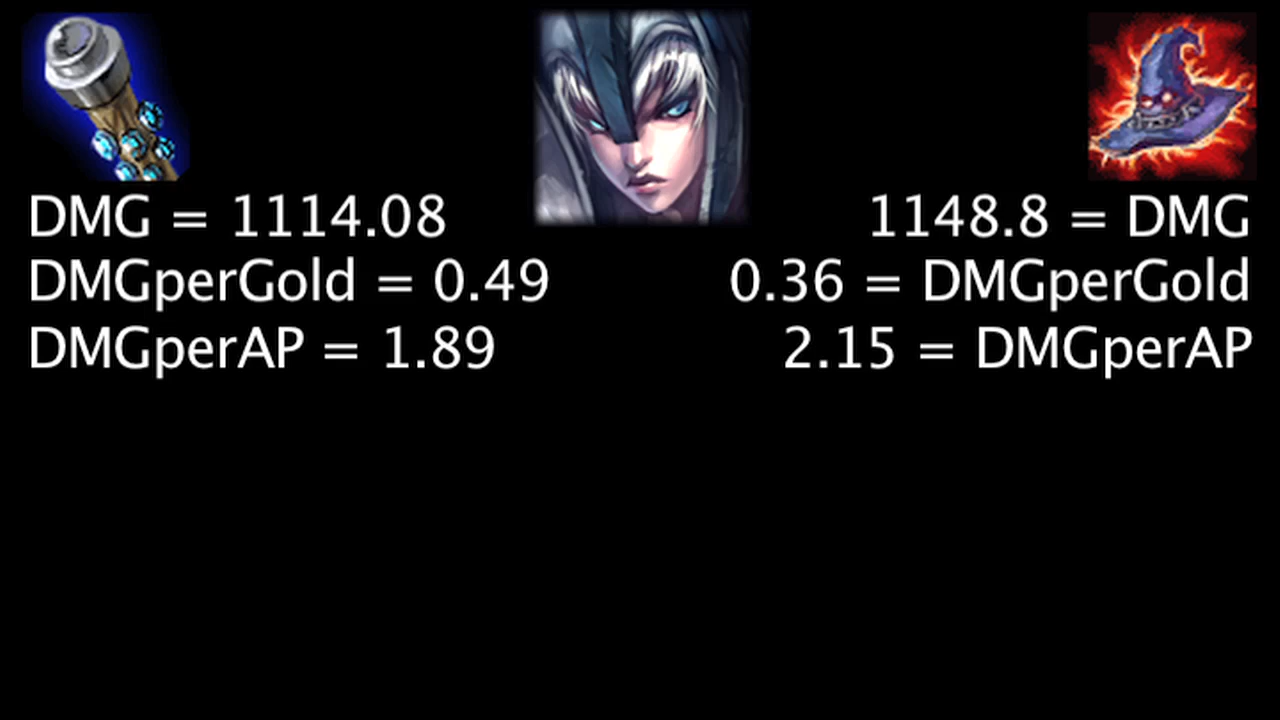 DMG = 1114.08
DMGperGold = 0.49
DMGperAP = 1.89
1148.8 = DMG
0.36 = DMGperGold
2.15 = DMGperAP